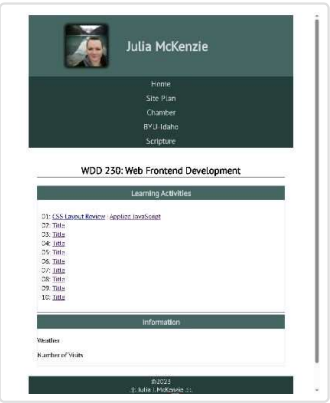 Julia McKenzie
Home
Site Plan
Chamber
BYU-Idaho
Scripture
WDD 230: Web Frontend Development
Learning Activities
01: CSS Layout Review | Applied JavaScript
02: Title
03: Title
04: Title
05: Title
06: Title
07: Title
08: Title
09: Title
10: Title
Information
Weather
Number of Visits
©2023
.:: Julia L McKenzie ::.